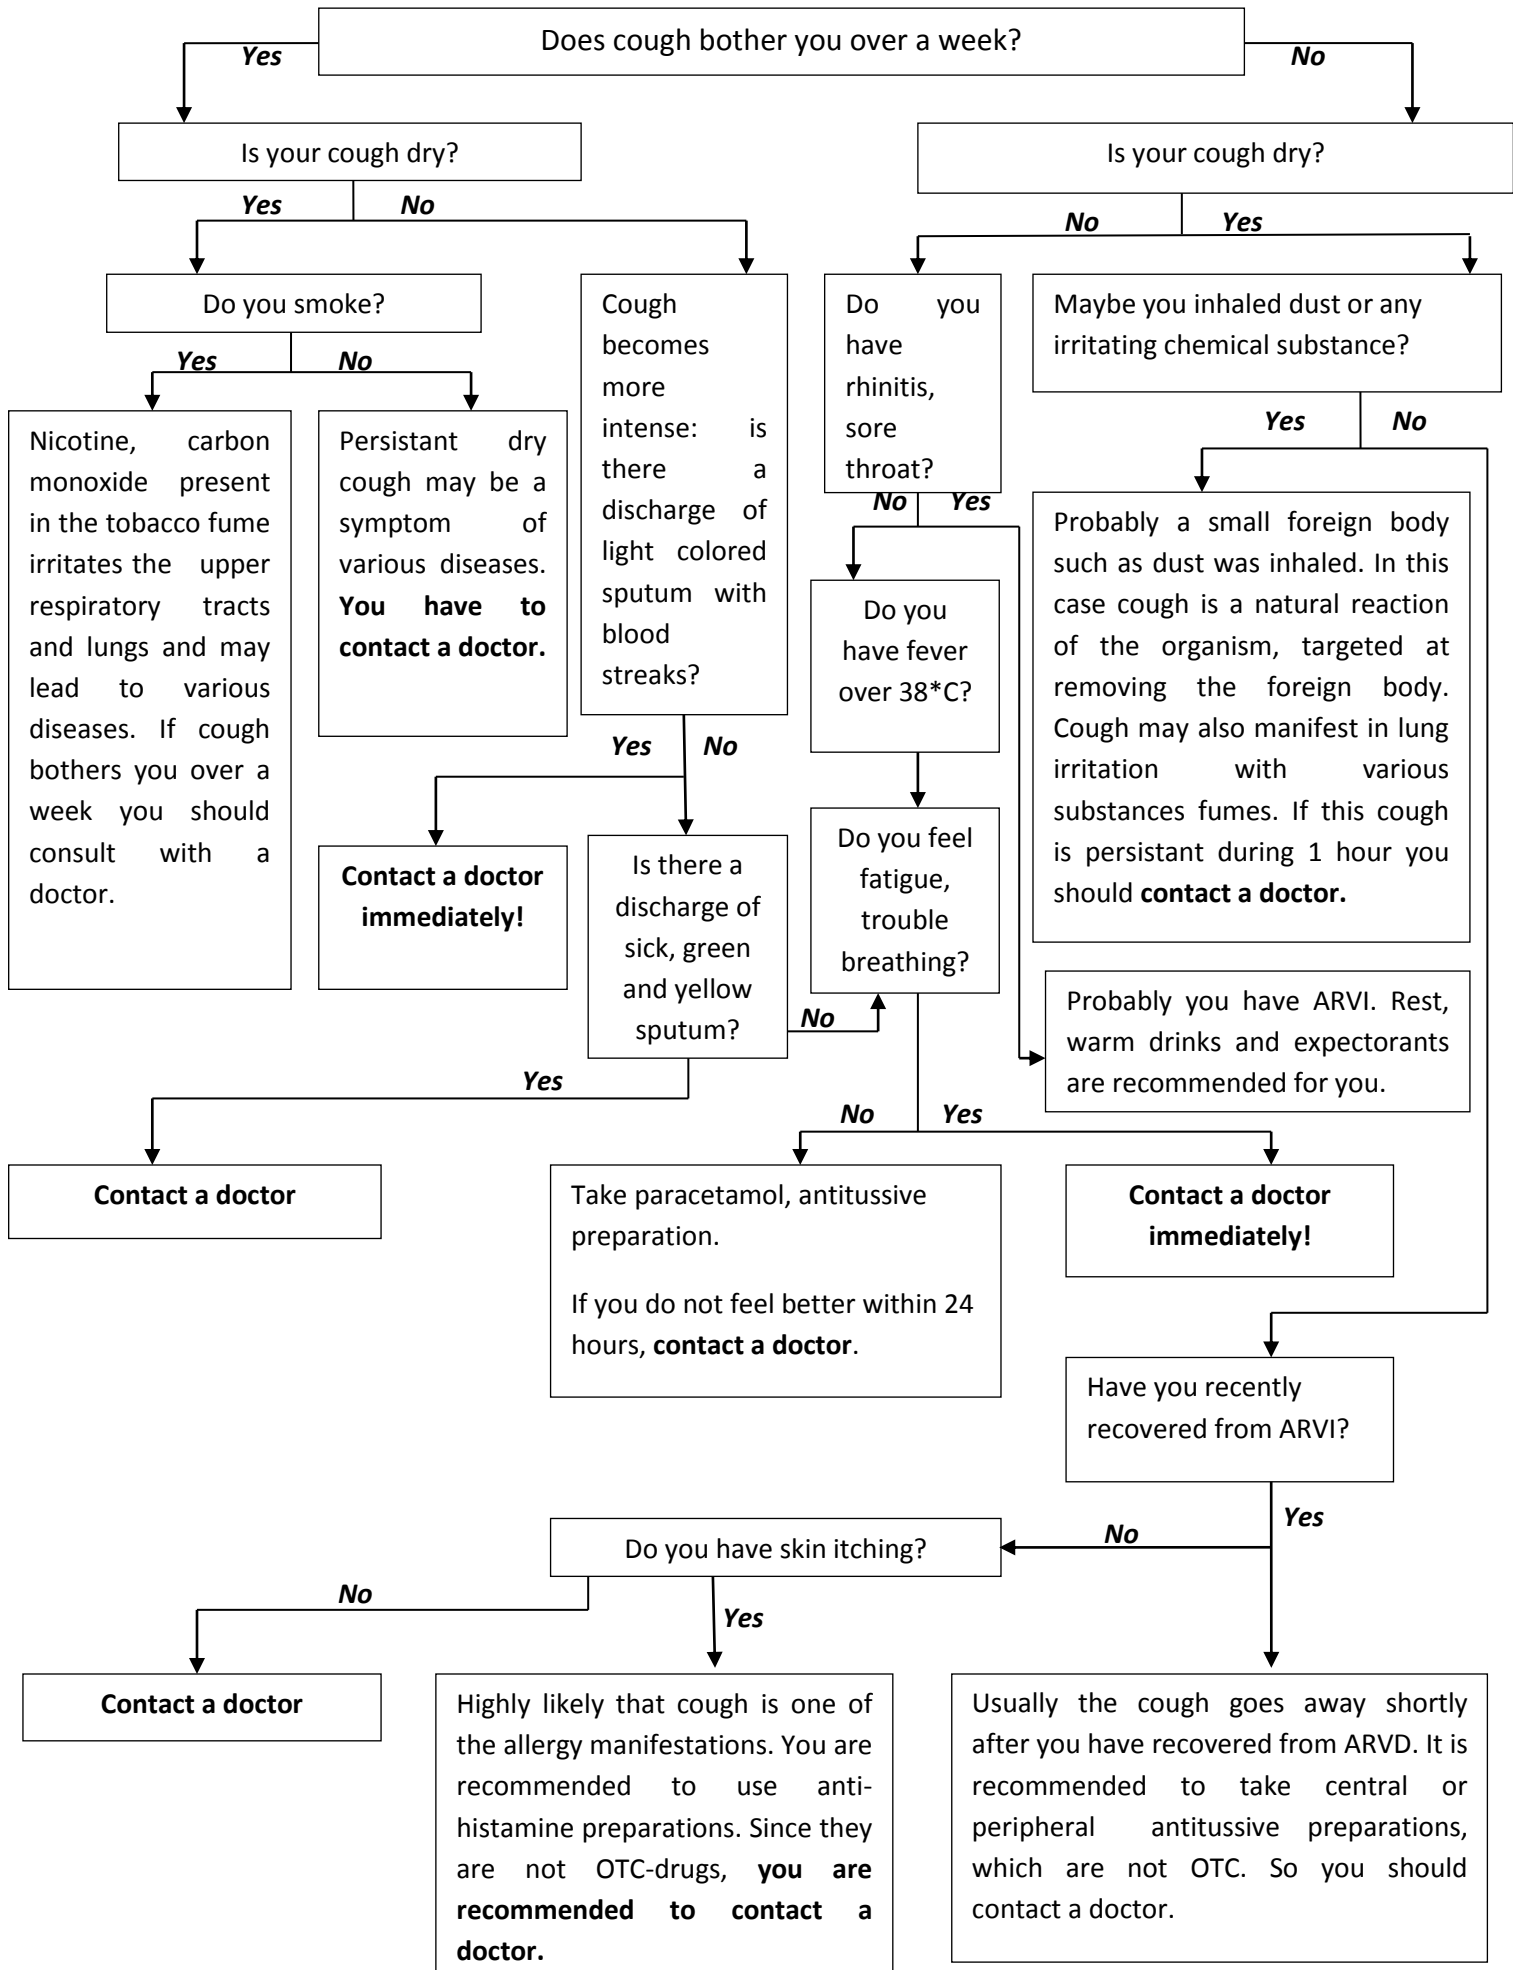 Does cough bother you over a week?
Yes
No
Is your cough dry?
Is your cough dry?
Yes
No
No
Yes
Do you smoke?
Cough
becomes
more
intense: is
there a
discharge of
light colored
sputum with
blood
streaks?
Do you
have
rhinitis,
sore
throat?
Maybe you inhaled dust or any
irritating chemical substance?
Yes
No
Yes
No
Nicotine, carbon
monoxide present
in the tobacco fume
irritates the upper
respiratory tracts
and lungs and may
lead to various
diseases. If cough
bothers you over a
week you should
consult with a
doctor.
Persistant dry
cough may be a
symptom of
various diseases.
You have to
contact a doctor.
No
Yes
Probably a small foreign body
such as dust was inhaled. In this
case cough is a natural reaction
of the organism, targeted at
removing the foreign body.
Cough may also manifest in lung
irritation with various
substances fumes. If this cough
is persistant during 1 hour you
should contact a doctor.
Do you
have fever
over 38*C?
Yes
No
Contact a doctor
immediately!
Is there a
discharge of
sick, green
and yellow
sputum?
Do you feel
fatigue,
trouble
breathing?
No
Probably you have ARVI. Rest,
warm drinks and expectorants
are recommended for you.
Yes
No
Yes
Contact a doctor
Take paracetamol, antitussive
preparation.
If you do not feel better within 24
hours, contact a doctor.
Contact a doctor
immediately!
Have you recently
recovered from ARVI?
Yes
No
Do you have skin itching?
No
Yes
Contact a doctor
Highly likely that cough is one of
the allergy manifestations. You are
recommended to use anti-
histamine preparations. Since they
are not OTC-drugs, you are
recommended to contact a
doctor.
Usually the cough goes away shortly
after you have recovered from ARVD. It is
recommended to take central or
peripheral antitussive preparations,
which are not OTC. So you should
contact a doctor.